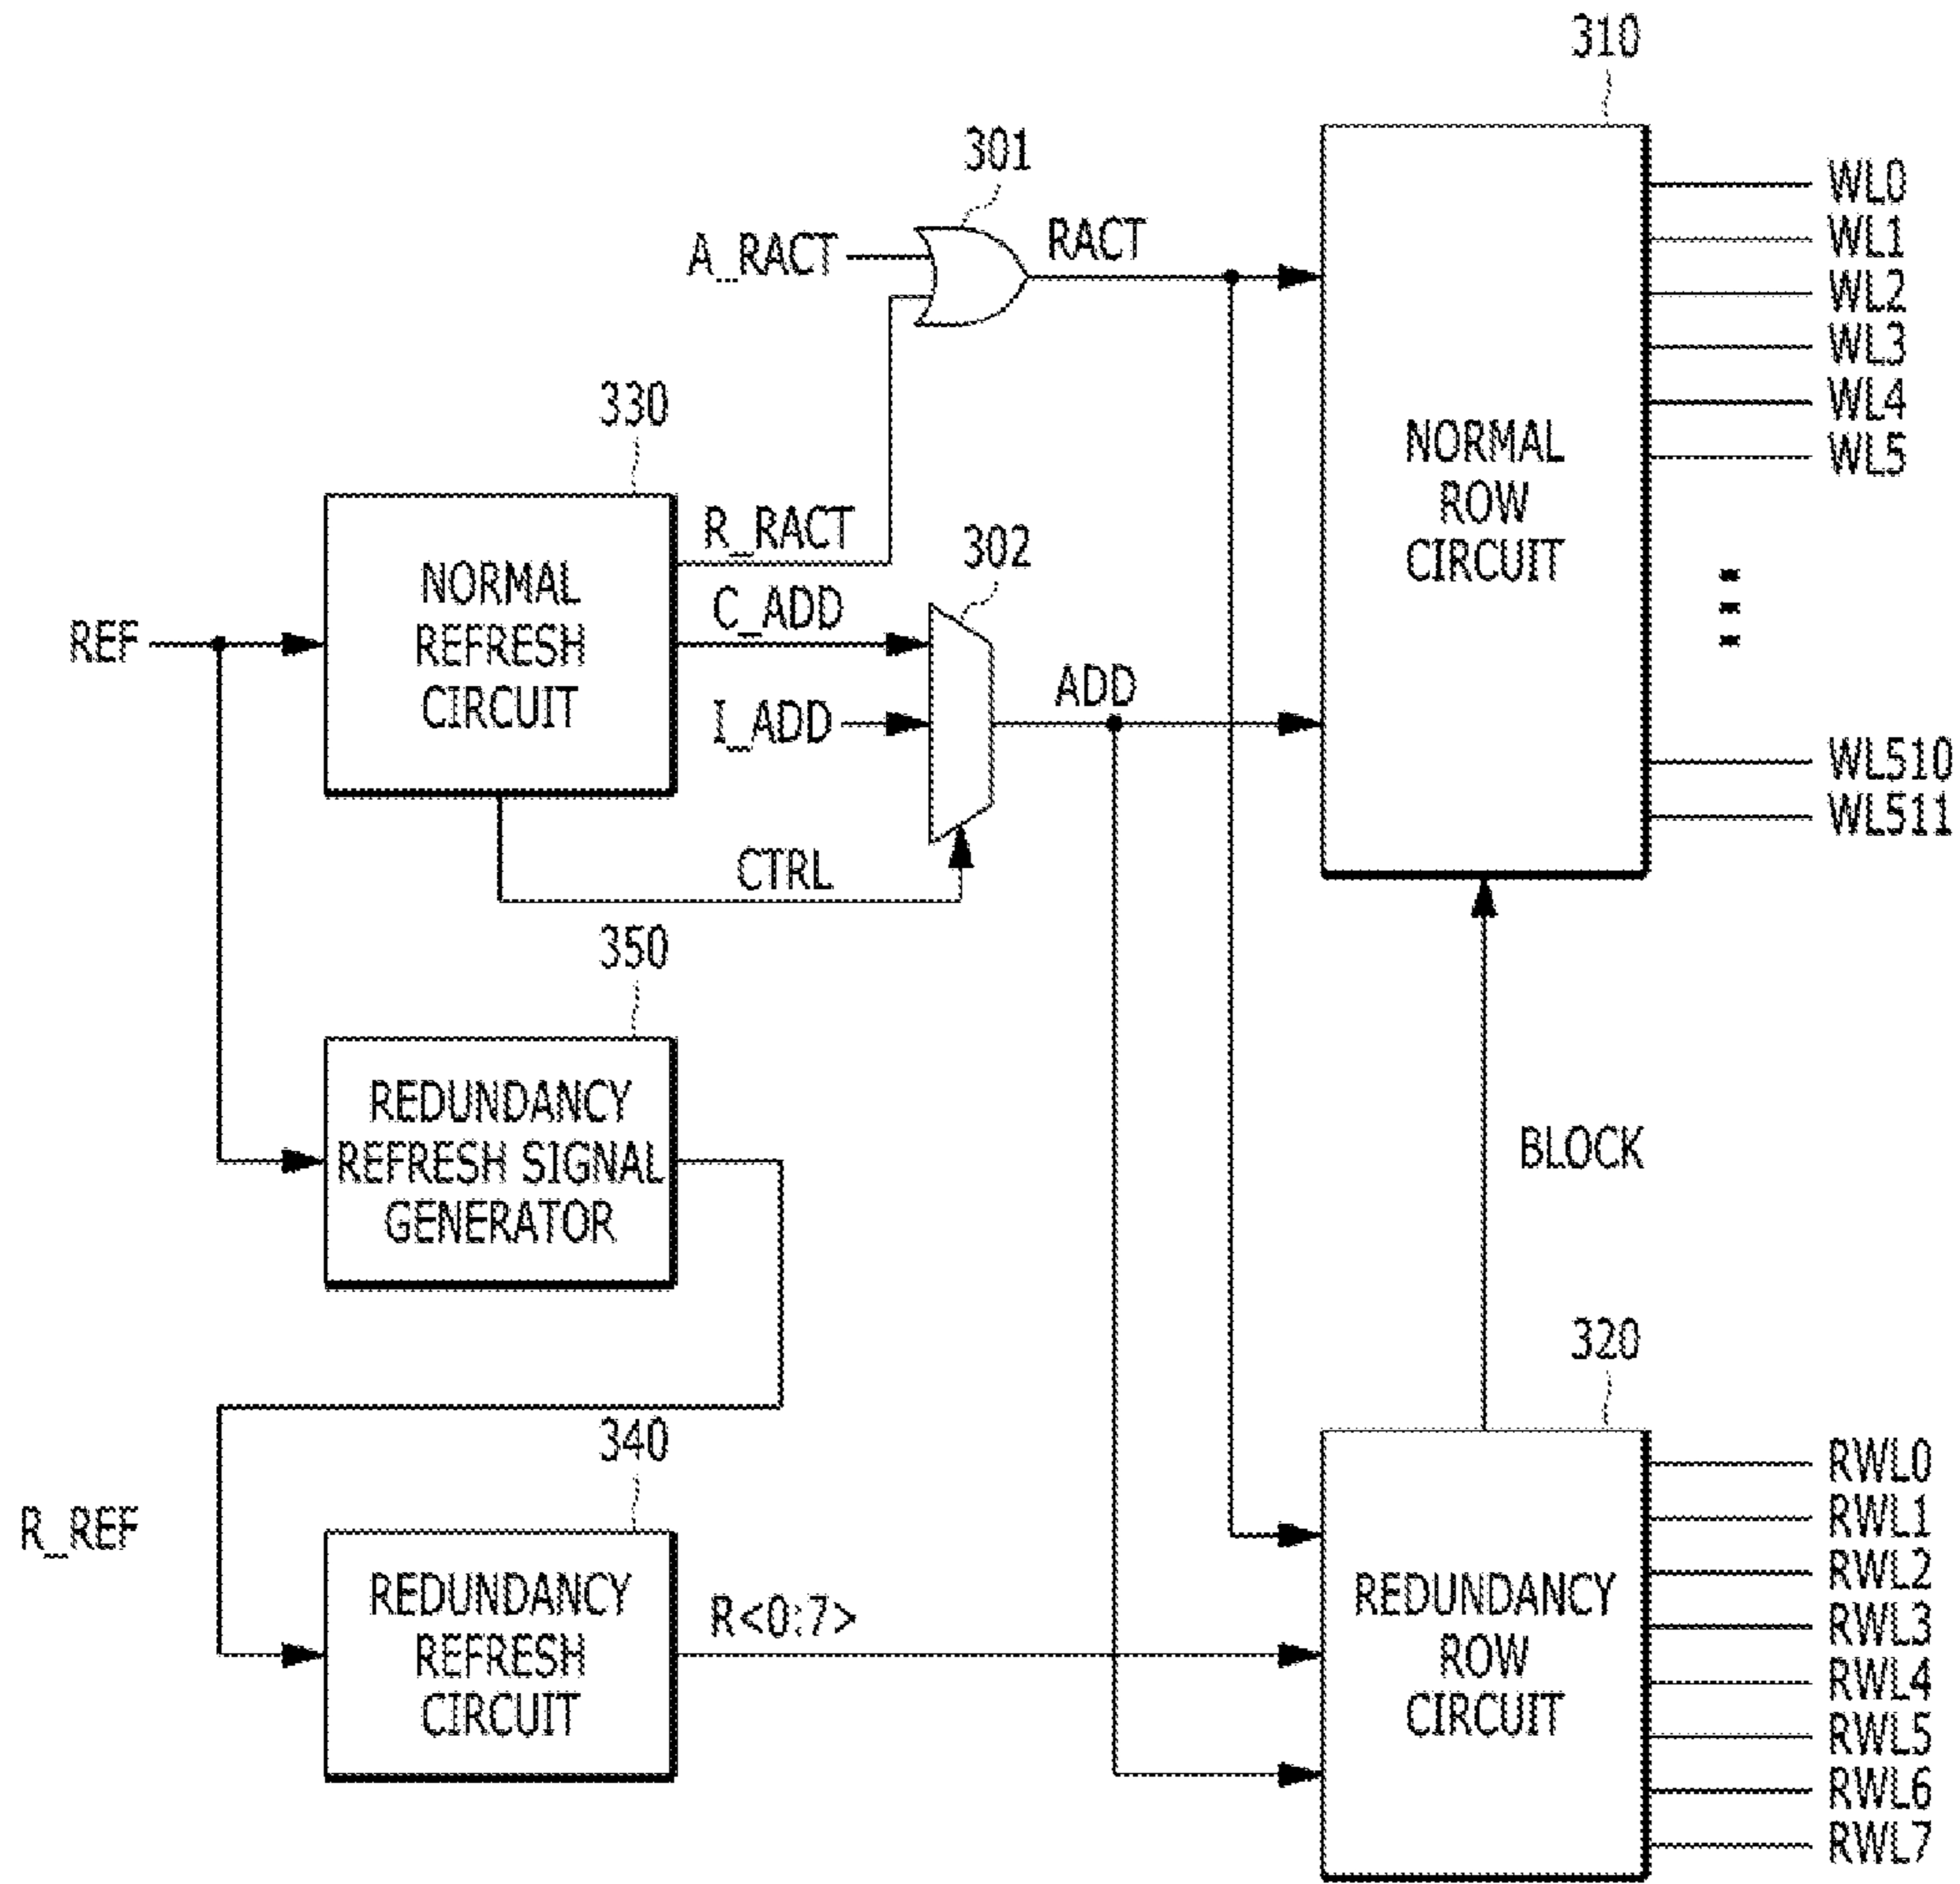 310
301
A_RACT
RACT
WL0
WL1
WL2
WL3
WL4
WL5
WL510
WL511
NORMAL
ROW
CIRCUIT
330
R_RACT
302
C_ADD
REF
NORMAL
REFRESH
CIRCUIT
I_ADD
ADD
CTRL
350
REDUNDANCY
REFRESH SIGNAL
GENERATOR
BLOCK
320
340
R_REF
REDUNDANCY
REFRESH
CIRCUIT
R<0:7>
REDUNDANCY
ROW
CIRCUIT
RWL0
RWL1
RWL2
RWL3
RWL4
RWL5
RWL6
RWL7